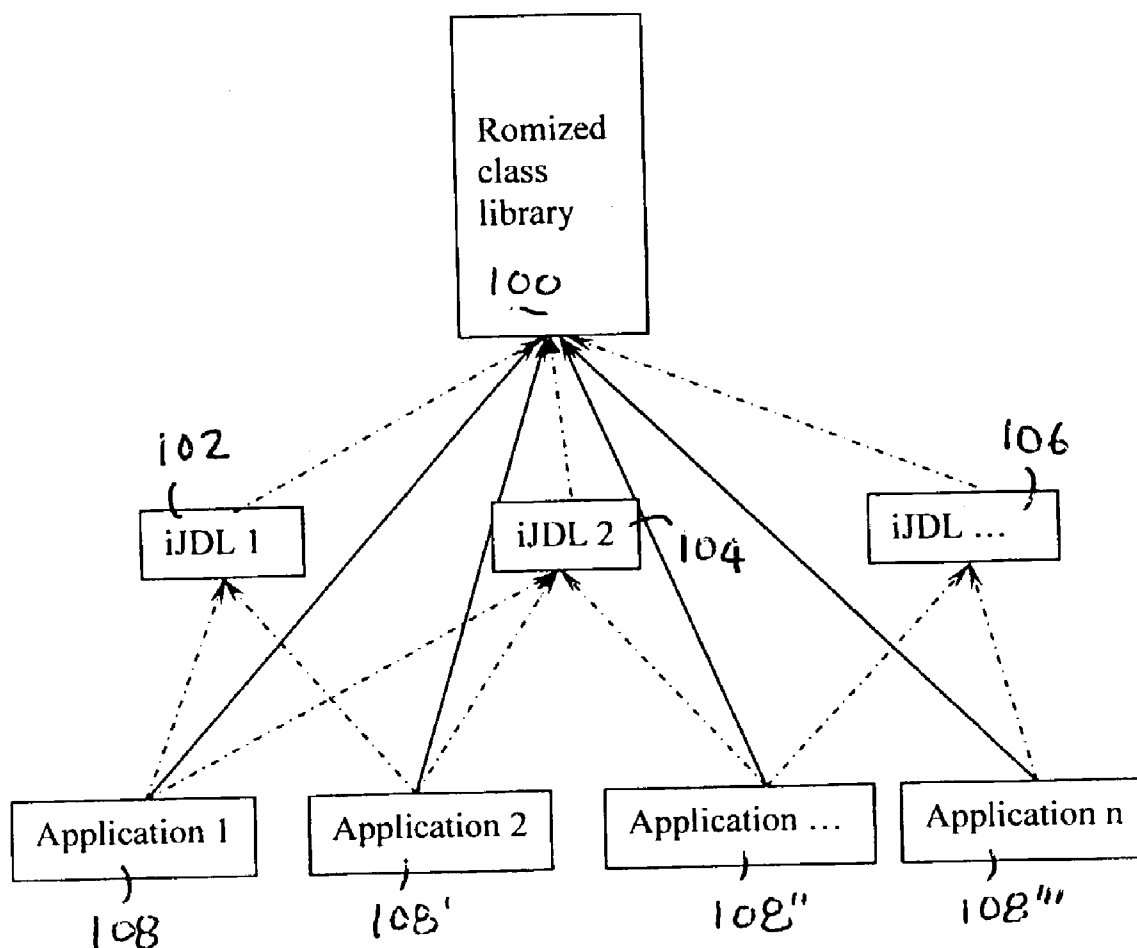 Romized
class
library
100
102
106
iJDL 1
iJDL 2
iJDL ...
104
Application 1
Application 2
Application ...
Application n
108
108'
108"
108"'